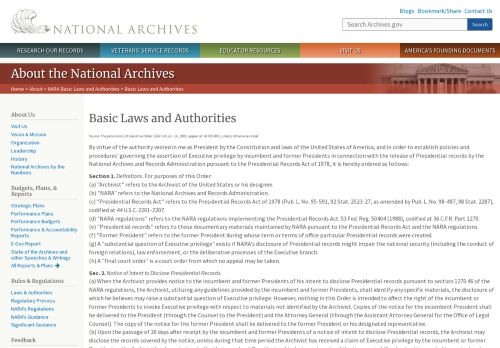 Blogs · Bookmark/Share · Contact Us
NATIONAL ARCHIVES
Search Archives.gov
Search
RESEARCH OUR RECORDS
VETERANS' SERVICE RECORDS
EDUCATOR RESOURCES
VISIT US
AMERICA'S FOUNDING DOCUMENTS
About the National Archives
Home > About > NARA Basic Laws and Authorities > Basic Laws and Authorities
About Us
Visit Us
Vision & Mission
Organization
Leadership
History
National Archives by the
Numbers
Budgets, Plans, &
Reports
Strategic Plans
Performance Plans
Performance Budgets
Performance & Accountability
Reports
E-Gov Report
State of the Archives and
other Speeches & Writings
All Reports & Plans
Rules & Regulations
Laws & Authorities
Regulatory Process
NARA's Regulations
NARA's Guidance
Significant Guidance
Basic Laws and Authorities
By virtue of the authority vested in me as President by the Constitution and laws of the United States of America, and in order to establish policies and
procedures governing the assertion of Executive privilege by incumbent and former Presidents in connection with the release of Presidential records by the
National Archives and Records Administration pursuant to the Presidential Records Act of 1978, it is hereby ordered as follows:
Section 1. Definitions. For purposes of this Order:
(a) "Archivist" refers to the Archivist of the United States or his designee.
(b) "NARA" refers to the National Archives and Records Administration.
(c) "Presidential Records Act" refers to the Presidential Records Act of 1978 (Pub. L. No. 95-591, 92 Stat. 2523-27, as amended by Pub. L. No. 98-497, 98 Stat. 2287),
codified at 44 U.S.C. 2201-2207.
(d) "NARA regulations" refers to the NARA regulations implementing the Presidential Records Act. 53 Fed. Reg. 50404 (1988), codified at 36 C.F.R. Part 1270.
(e) "Presidential records" refers to those documentary materials maintained by NARA pursuant to the Presidential Records Act and the NARA regulations.
(f) "Former President" refers to the former President during whose term or terms of office particular Presidential records were created.
(g) A "substantial question of Executive privilege" exists if NARA's disclosure of Presidential records might impair the national security (including the conduct of
foreign relations), law enforcement, or the deliberative processes of the Executive branch.
(h) A "final court order" is a court order from which no appeal may be taken.
Sec. 2. Notice of Intent to Disclose Presidential Records.
(a) When the Archivist provides notice to the incumbent and former Presidents of his intent to disclose Presidential records pursuant to section 1270.46 of the
NARA regulations, the Archivist, utilizing any guidelines provided by the incumbent and former Presidents, shall identify any specific materials, the disclosure of
which he believes may raise a substantial question of Executive privilege. However, nothing in this Order is intended to affect the right of the incumbent or
former Presidents to invoke Executive privilege with respect to materials not identified by the Archivist. Copies of the notice for the incumbent President shall
be delivered to the President (through the Counsel to the President) and the Attorney General (through the Assistant Attorney General for the Office of Legal
Counsel). The copy of the notice for the former President shall be delivered to the former President or his designated representative.
(b) Upon the passage of 30 days after receipt by the incumbent and former Presidents of a notice of intent to disclose Presidential records, the Archivist may
disclose the records covered by the notice, unless during that time period the Archivist has received a claim of Executive privilege by the incumbent or former